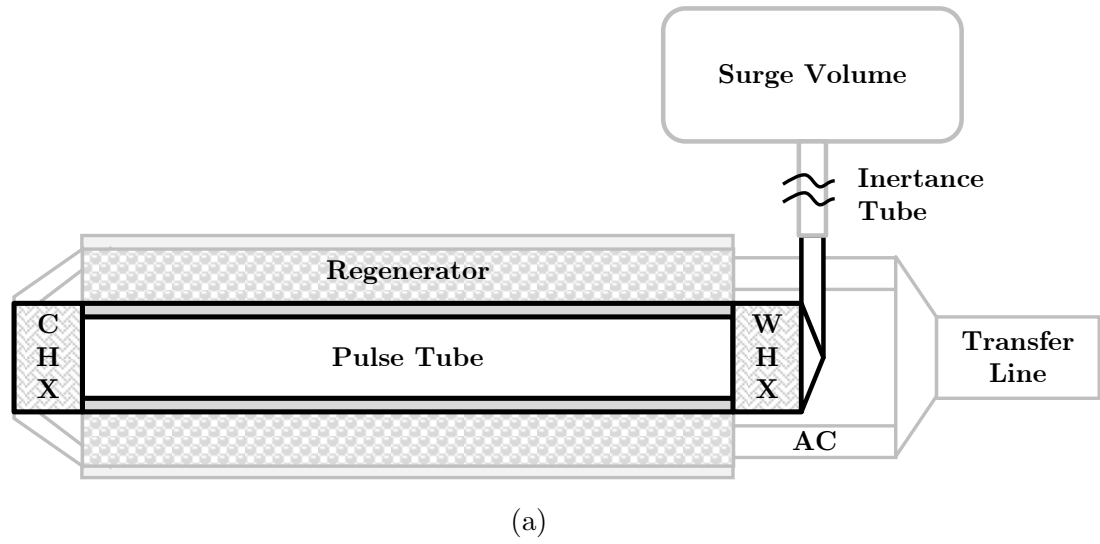 Surge Volume
Inertance
Tube
Regenerator
C
H
X
Pulse Tube
W
H
X
Transfer
Line
AC
(a)